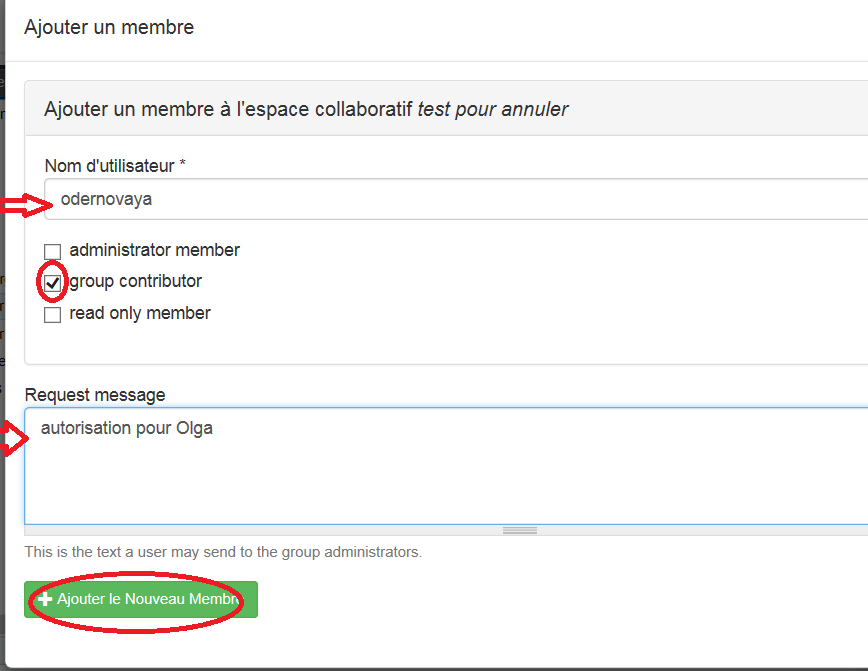 Ajouter un membre
Ajouter un membre à l'espace collaboratif test pour annuler
Nom d'utilisateur *
odernovaya
administrator member
group contributor
read only member
Request message
autorisation pour Olga
This is the text a user may send to the group administrators.
Ajouter le Nouveau Membre